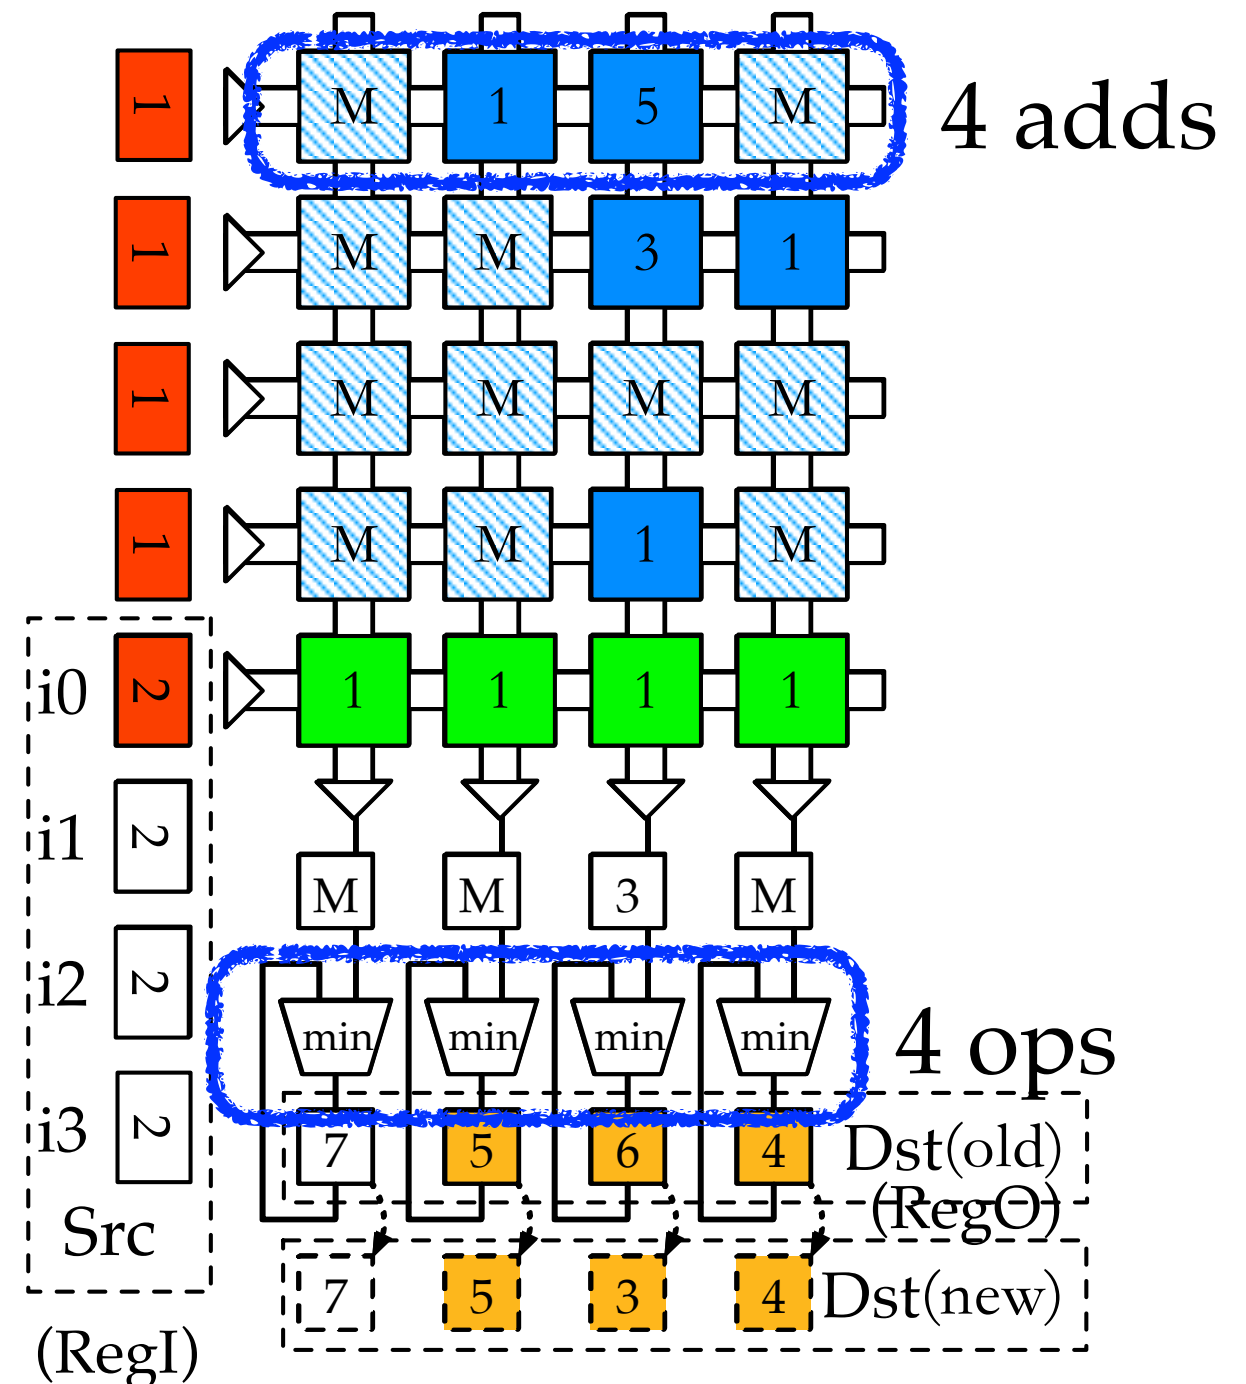 1 M 1 5 M 4 adds
1 M M 3 1
1 M M M M
1 M M 1 M
i0 2 1 1 1 1
i1 2
M M 3 M
i2 2
min min min min 4 ops
i3 2 7 5 6 4 Dst(old)
(RegO)
Src
7 5 3 4 Dst(new)
(RegI)